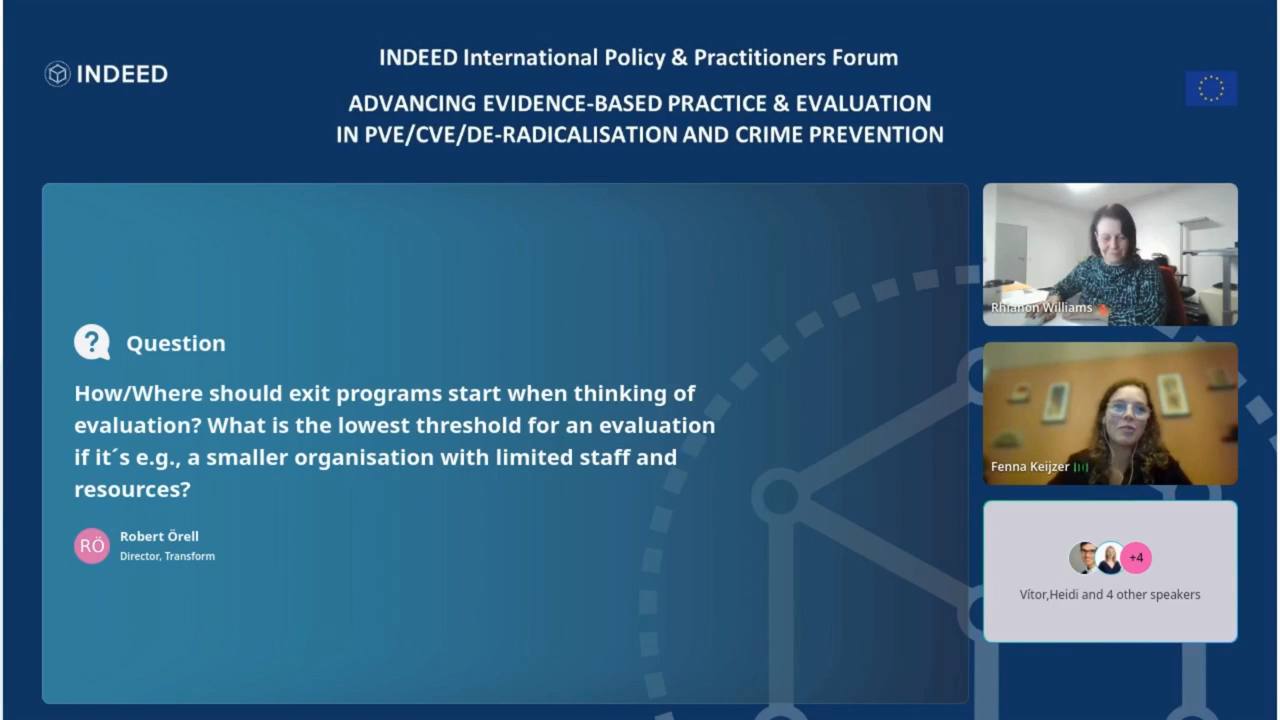 INDEED
INDEED International Policy & Practitioners Forum
ADVANCING EVIDENCE-BASED PRACTICE & EVALUATION
IN PVE/CVE/DE-RADICALISATION AND CRIME PREVENTION
? Question
How/Where should exit programs start when thinking of
evaluation? What is the lowest threshold for an evaluation
if it´s e.g., a smaller organisation with limited staff and
resources?
RÖ
Robert Örell
Director, Transform
Rhianon Williams
Fenna Keijzer
+4
Vítor,Heidi and 4 other speakers